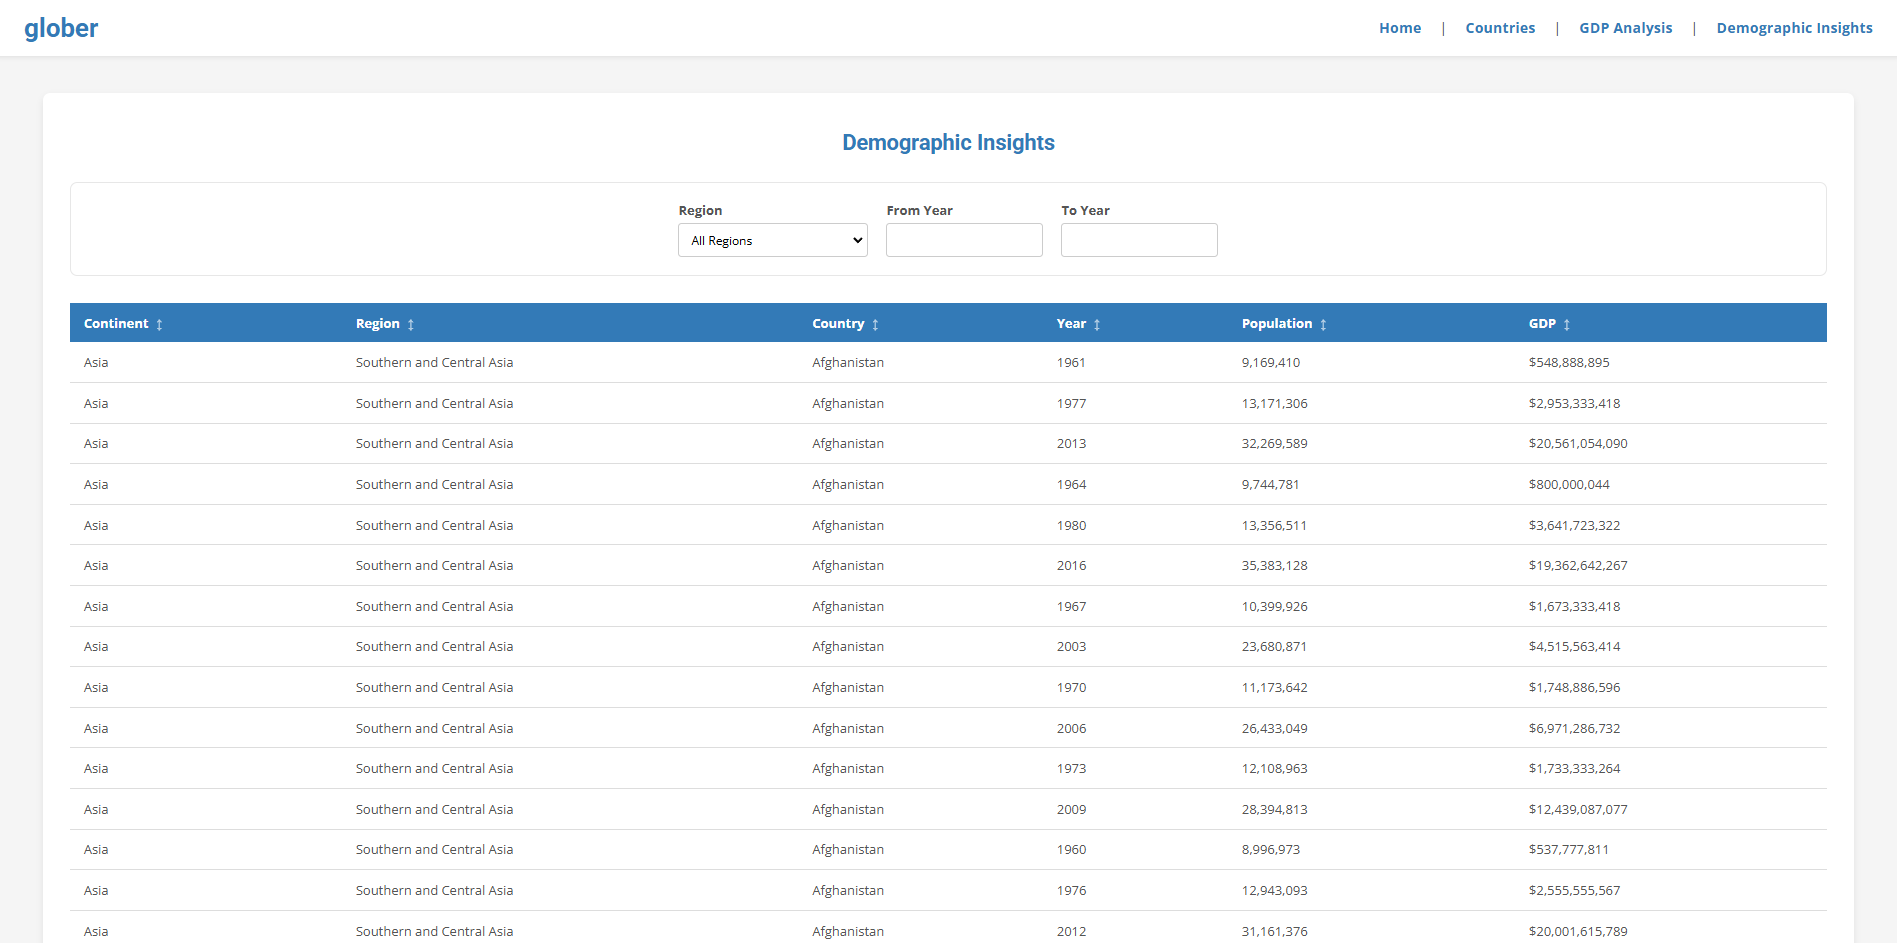 glober
Home | Countries | GDP Analysis | Demographic Insights
Demographic Insights
Region From Year To Year
All Regions
Continent ↕ Region ↕ Country ↕ Year ↕ Population ↕ GDP ↕
Asia Southern and Central Asia Afghanistan 1961 9,169,410 $548,888,895
Asia Southern and Central Asia Afghanistan 1977 13,171,306 $2,953,333,418
Asia Southern and Central Asia Afghanistan 2013 32,269,589 $20,561,054,090
Asia Southern and Central Asia Afghanistan 1964 9,744,781 $800,000,044
Asia Southern and Central Asia Afghanistan 1980 13,356,511 $3,641,723,322
Asia Southern and Central Asia Afghanistan 2016 35,383,128 $19,362,642,267
Asia Southern and Central Asia Afghanistan 1967 10,399,926 $1,673,333,418
Asia Southern and Central Asia Afghanistan 2003 23,680,871 $4,515,563,414
Asia Southern and Central Asia Afghanistan 1970 11,173,642 $1,748,886,596
Asia Southern and Central Asia Afghanistan 2006 26,433,049 $6,971,286,732
Asia Southern and Central Asia Afghanistan 1973 12,108,963 $1,733,333,264
Asia Southern and Central Asia Afghanistan 2009 28,394,813 $12,439,087,077
Asia Southern and Central Asia Afghanistan 1960 8,996,973 $537,777,811
Asia Southern and Central Asia Afghanistan 1976 12,943,093 $2,555,555,567
Asia Southern and Central Asia Afghanistan 2012 31,161,376 $20,001,615,789